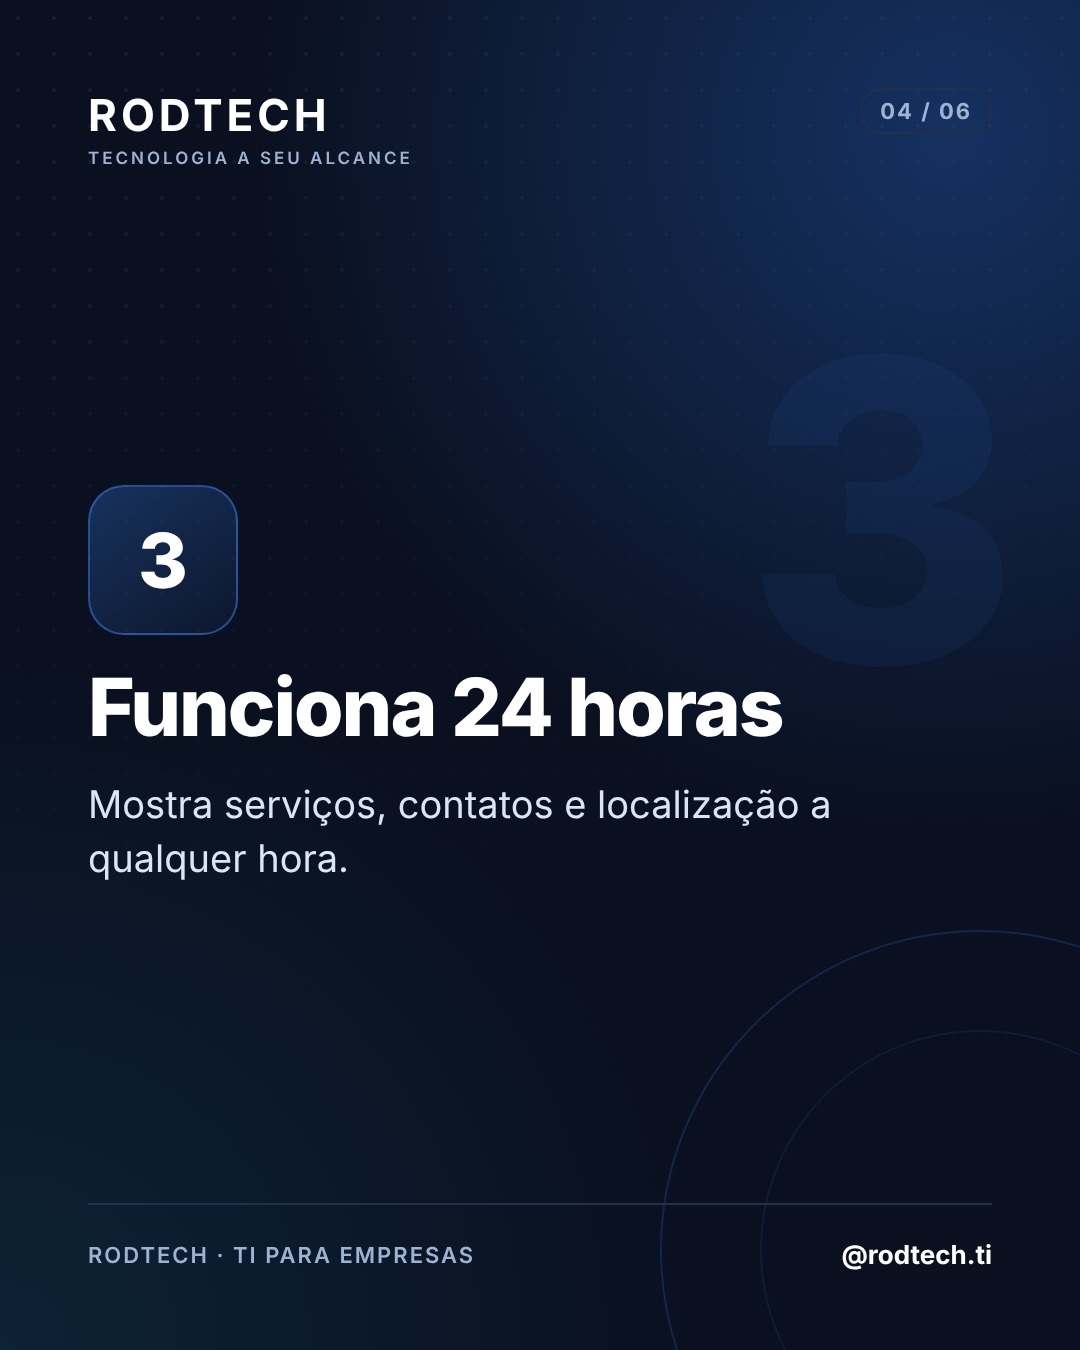 RODTECH
TECNOLOGIA A SEU ALCANCE
04 / 06
3
3
Funciona 24 horas
Mostra serviços, contatos e localização a
qualquer hora.
RODTECH · TI PARA EMPRESAS
@rodtech.ti